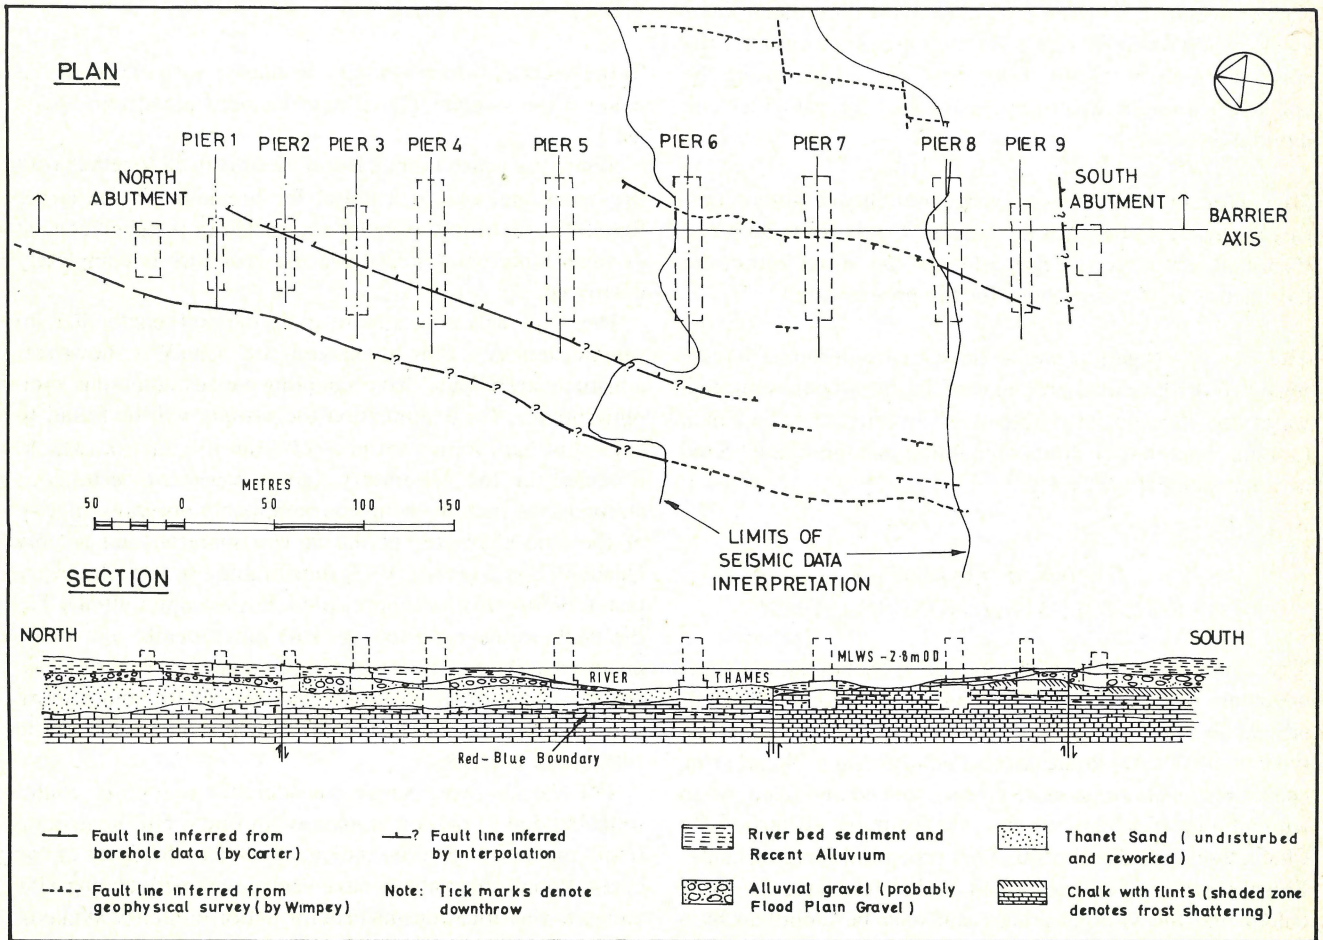 PLAN
PIER 1
PIER 2
PIER 3
PIER 4
PIER 5
PIER 6
PIER 7
PIER 8
PIER 9
NORTH
ABUTMENT
SOUTH
ABUTMENT
BARRIER
AXIS
?
?
?
?
?
?
?
?
?
METRES
50 0 50 100 150
LIMITS OF
SEISMIC DATA
INTERPRETATION
SECTION
NORTH
SOUTH
MLWS -2·8m OD
RIVER THAMES
Red-Blue Boundary
Fault line inferred from
borehole data (by Carter)
? Fault line inferred
by interpolation
River bed sediment and
Recent Alluvium
Thanet Sand (undisturbed
and reworked)
Fault line inferred from
geophysical survey (by Wimpey)
Note: Tick marks denote
downthrow
Alluvial gravel (probably
Flood Plain Gravel)
Chalk with flints (shaded zone
denotes frost shattering)